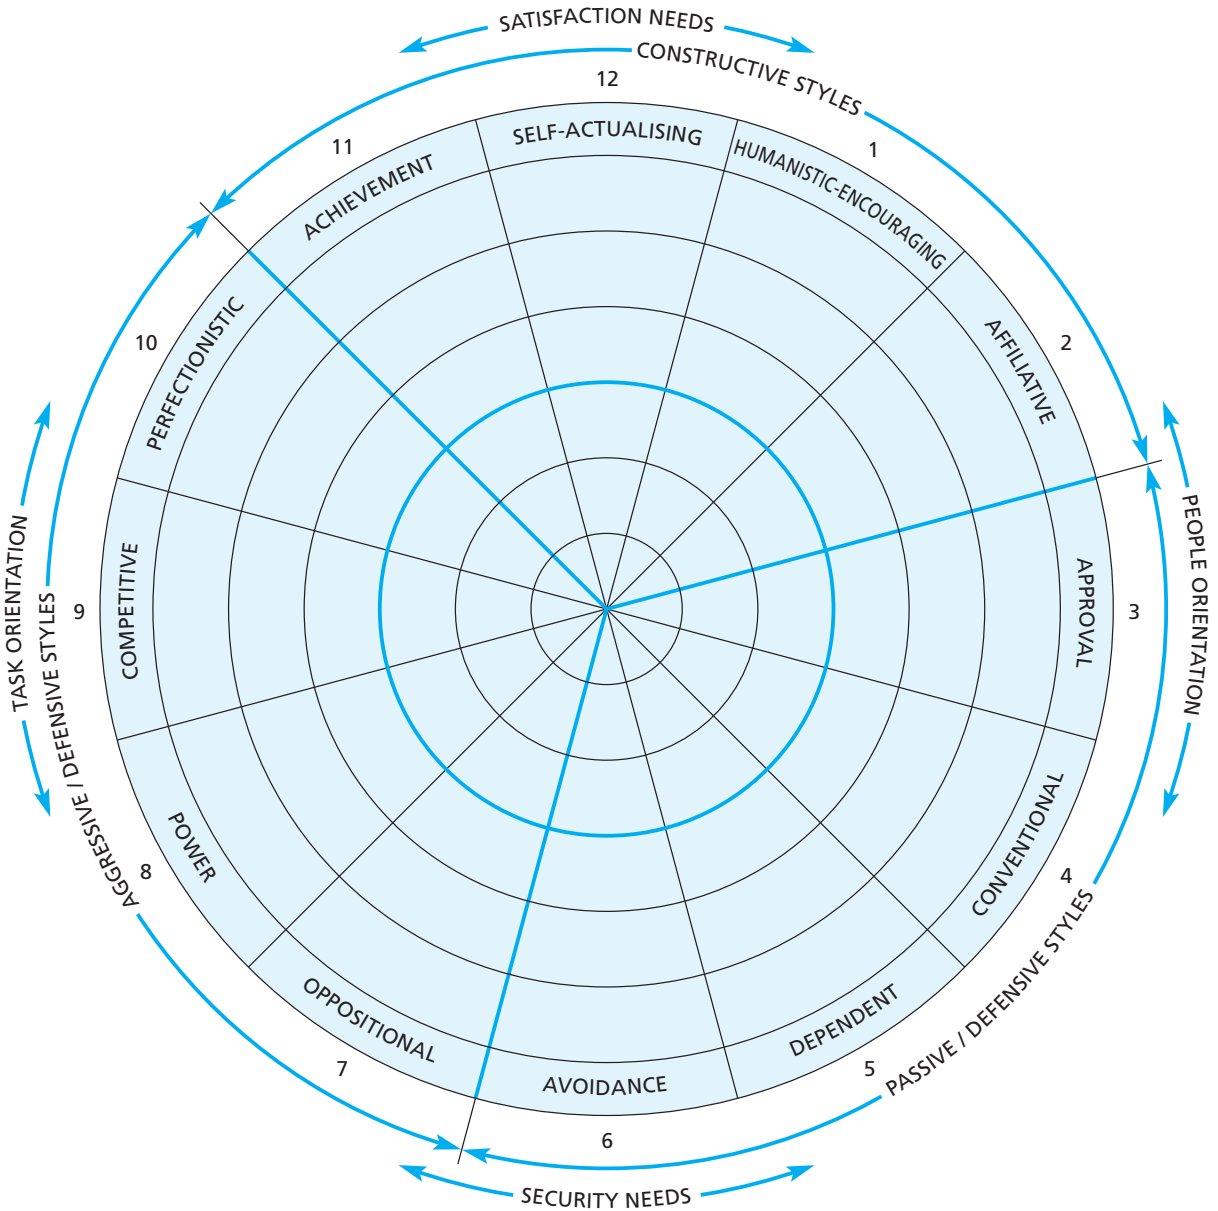 SATISFACTION NEEDS
CONSTRUCTIVE STYLES
12
SELF-ACTUALISING
1
HUMANISTIC-ENCOURAGING
2
AFFILIATIVE
PEOPLE ORIENTATION
3
APPROVAL
4
CONVENTIONAL
PASSIVE / DEFENSIVE STYLES
5
DEPENDENT
6
AVOIDANCE
SECURITY NEEDS
7
OPPOSITIONAL
8
POWER
AGGRESSIVE / DEFENSIVE STYLES
TASK ORIENTATION
9
COMPETITIVE
10
PERFECTIONISTIC
11
ACHIEVEMENT